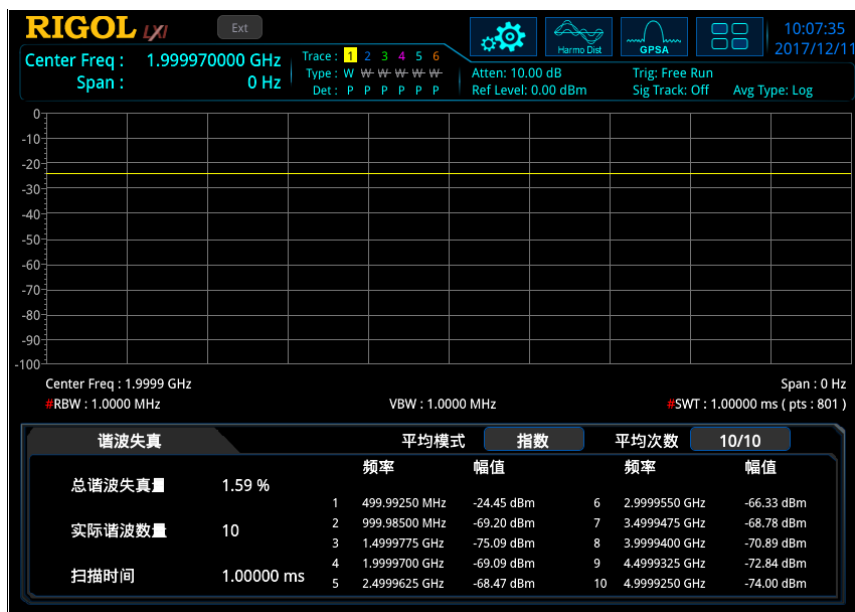 RIGOL LXI Ext 10:07:35
Harmo Dist GPSA 2017/12/11
Center Freq : 1.999970000 GHz
Span : 0 Hz
Trace : 1 2 3 4 5 6
Type : W W W W W W
Det : P P P P P P
Atten: 10.00 dB Trig: Free Run
Ref Level: 0.00 dBm Sig Track: Off Avg Type: Log
0
-10
-20
-30
-40
-50
-60
-70
-80
-90
-100
Center Freq : 1.9999 GHz Span : 0 Hz
#RBW : 1.0000 MHz VBW : 1.0000 MHz #SWT : 1.00000 ms ( pts : 801 )
谐波失真 平均模式 指数 平均次数 10/10
频率 幅值 频率 幅值
总谐波失真量 1.59 %
实际谐波数量 10
扫描时间 1.00000 ms
1 499.99250 MHz -24.45 dBm 6 2.9999550 GHz -66.33 dBm
2 999.98500 MHz -69.20 dBm 7 3.4999475 GHz -68.78 dBm
3 1.4999775 GHz -75.09 dBm 8 3.9999400 GHz -70.89 dBm
4 1.9999700 GHz -69.09 dBm 9 4.4999325 GHz -72.84 dBm
5 2.4999625 GHz -68.47 dBm 10 4.9999250 GHz -74.00 dBm